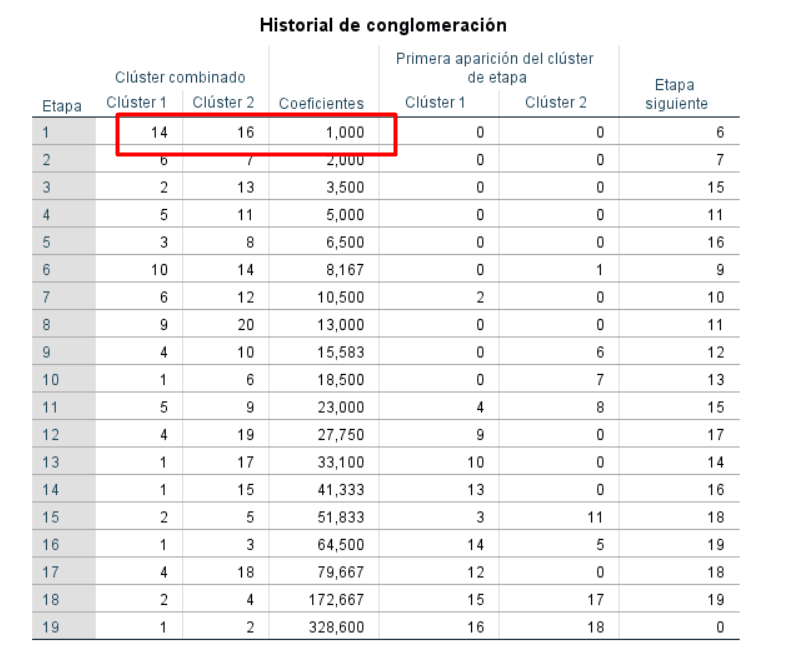 Historial de conglomeración
Primera aparición del clúster
Clúster combinado de etapa Etapa
Etapa Clúster 1 Clúster 2 Coeficientes Clúster 1 Clúster 2 siguiente
1 14 16 1,000 0 0 6
2 6 7 2,000 0 0 7
3 2 13 3,500 0 0 15
4 5 11 5,000 0 0 11
5 3 8 6,500 0 0 16
6 10 14 8,167 0 1 9
7 6 12 10,500 2 0 10
8 9 20 13,000 0 0 11
9 4 10 15,583 0 6 12
10 1 6 18,500 0 7 13
11 5 9 23,000 4 8 15
12 4 19 27,750 9 0 17
13 1 17 33,100 10 0 14
14 1 15 41,333 13 0 16
15 2 5 51,833 3 11 18
16 1 3 64,500 14 5 19
17 4 18 79,667 12 0 18
18 2 4 172,667 15 17 19
19 1 2 328,600 16 18 0